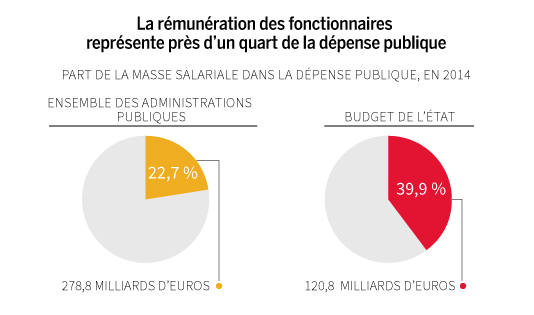 La rémunération des fonctionnaires
représente près d'un quart de la dépense publique
PART DE LA MASSE SALARIALE DANS LA DÉPENSE PUBLIQUE, EN 2014
ENSEMBLE DES ADMINISTRATIONS
PUBLIQUES
22,7 %
278,8 MILLIARDS D'EUROS
BUDGET DE L'ÉTAT
39,9 %
120,8 MILLIARDS D'EUROS